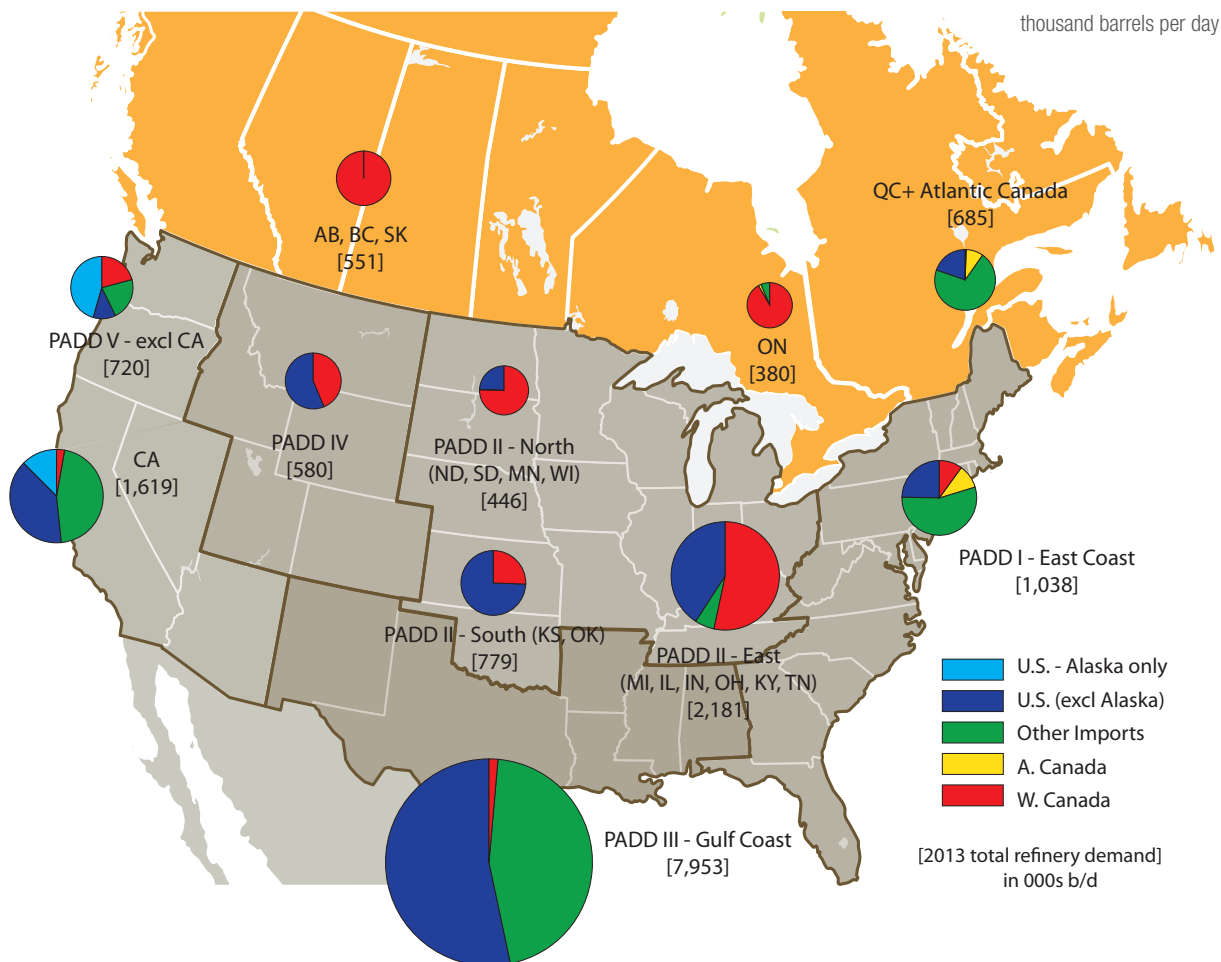 thousand barrels per day
QC+ Atlantic Canada
[685]
AB, BC, SK
[551]
ON
[380]
PADD V - excl CA
[720]
PADD IV
[580]
PADD II - North
(ND, SD, MN, WI)
[446]
CA
[1,619]
PADD I - East Coast
[1,038]
PADD II - South (KS, OK)
[779]
PADD II - East
(MI, IL, IN, OH, KY, TN)
[2,181]
U.S. - Alaska only
U.S. (excl Alaska)
Other Imports
A. Canada
W. Canada
PADD III - Gulf Coast
[7,953]
[2013 total refinery demand]
in 000s b/d